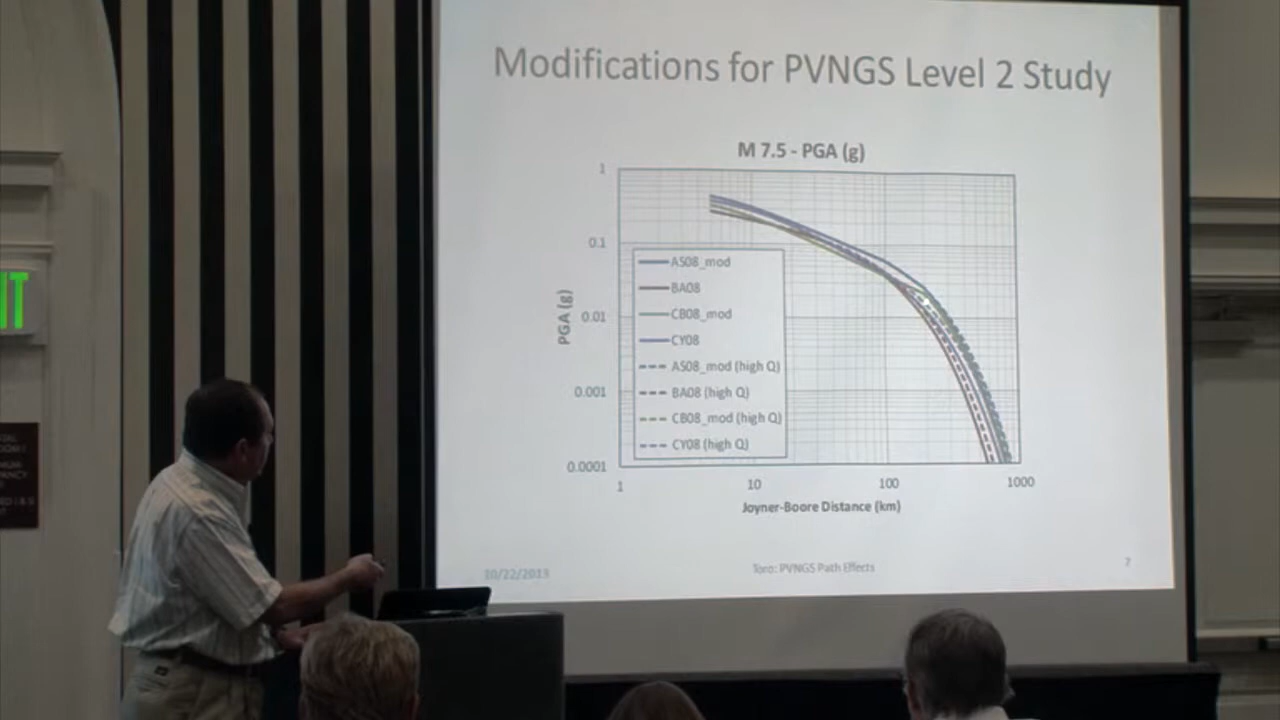 Modifications for PVNGS Level 2 Study
M 7.5 - PGA (g)
1
0.1
0.01
0.001
0.0001
PGA (g)
AS08_mod
BA08
CB08_mod
CY08
AS08_mod (high Q)
BA08 (high Q)
CB08_mod (high Q)
CY08 (high Q)
1
10
100
1000
Joyner-Boore Distance (km)
10/22/2013
Toro: PVNGS Path Effects
7
IT